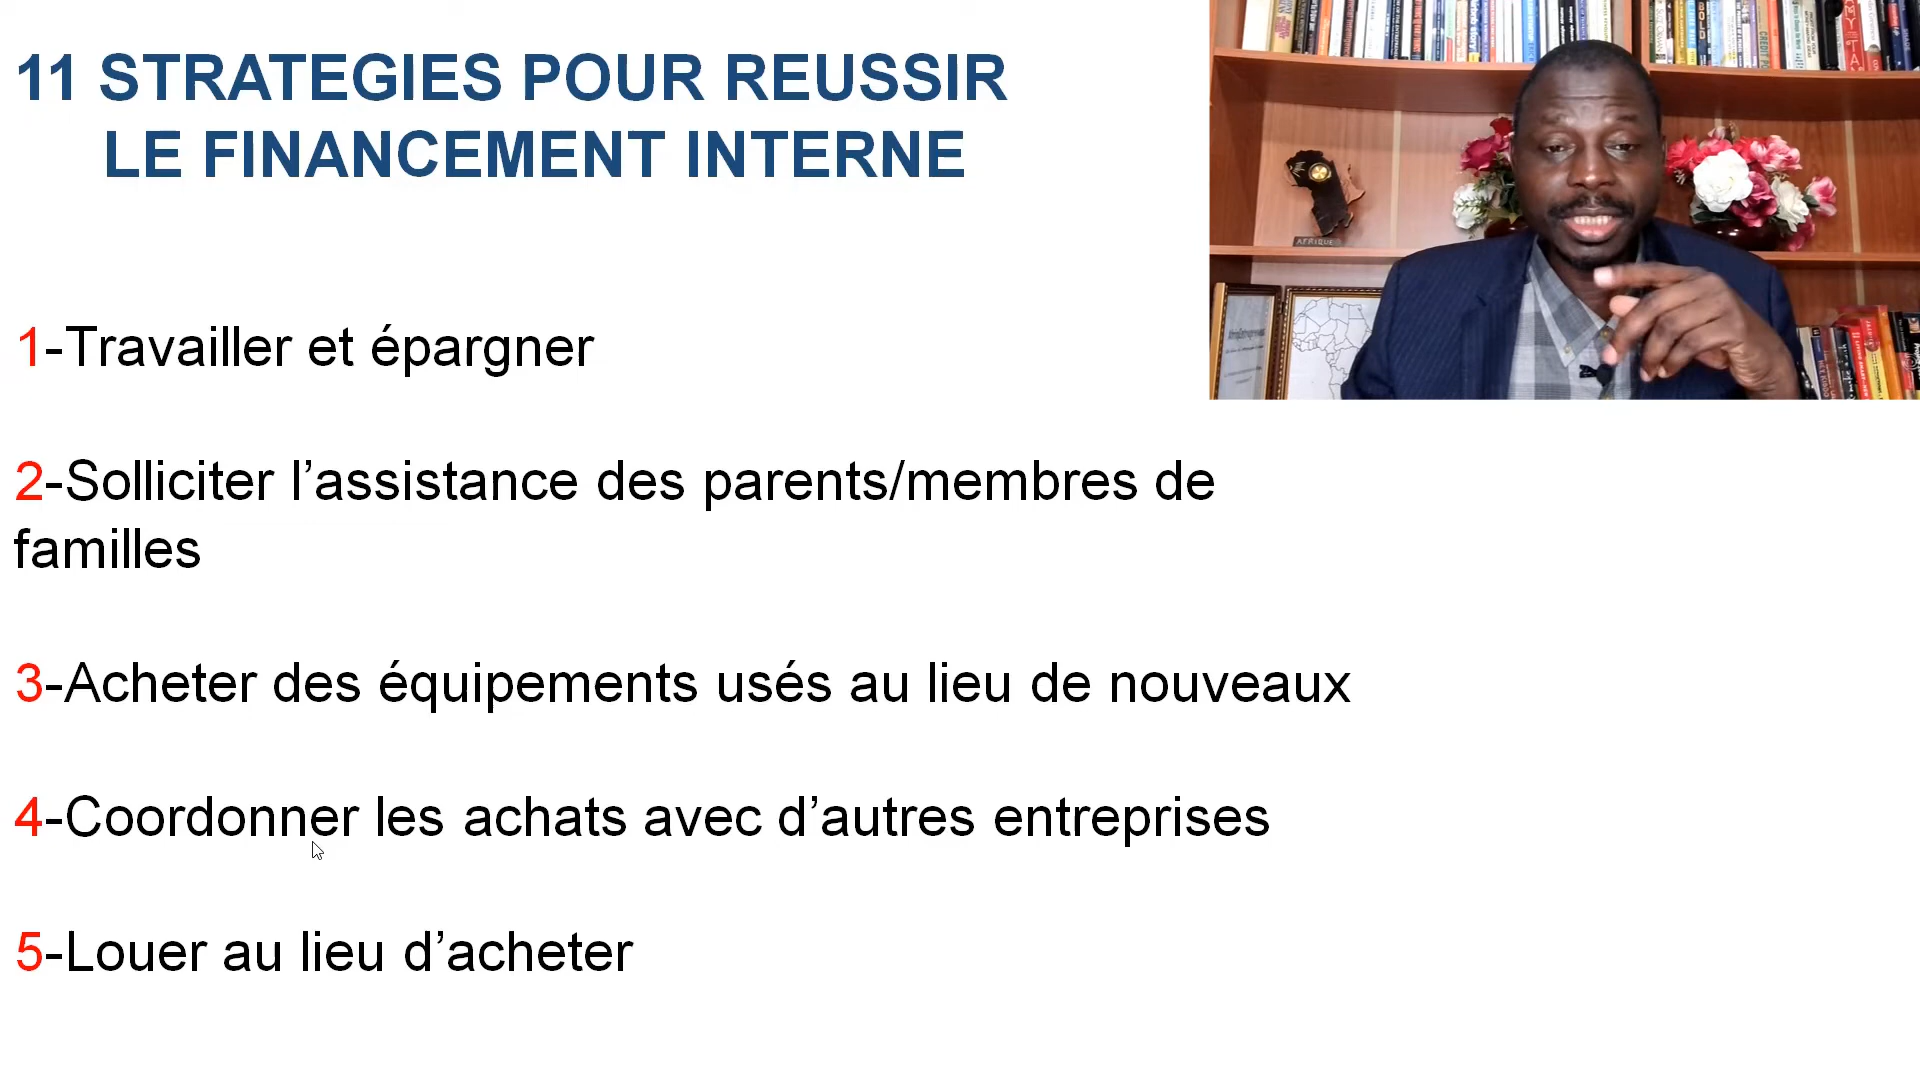 11 STRATEGIES POUR REUSSIR
LE FINANCEMENT INTERNE
1-Travailler et épargner
2-Solliciter l’assistance des parents/membres de
familles
3-Acheter des équipements usés au lieu de nouveaux
4-Coordonner les achats avec d’autres entreprises
5-Louer au lieu d’acheter
AFRIQUE